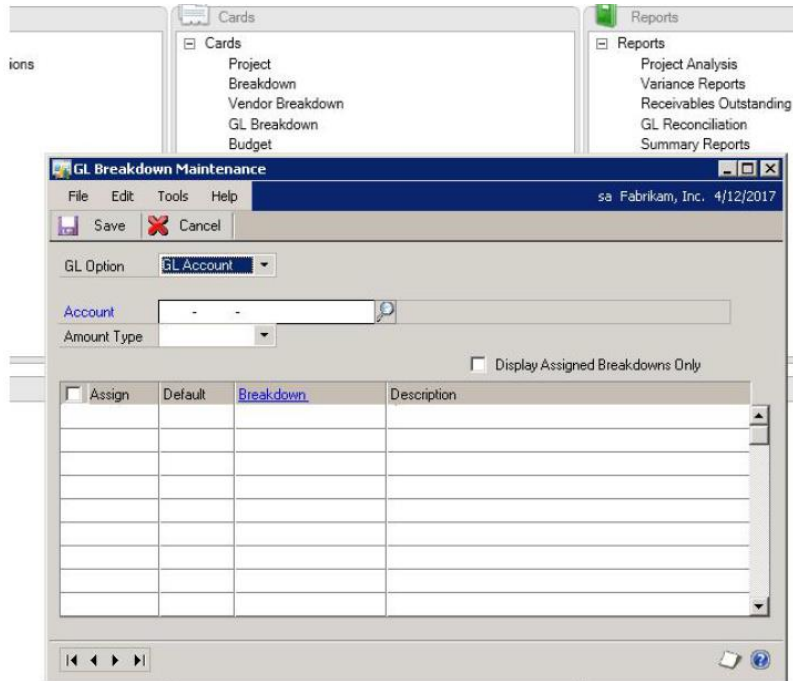 Cards
Reports
ions
Cards
Project
Breakdown
Vendor Breakdown
GL Breakdown
Budget
Reports
Project Analysis
Variance Reports
Receivables Outstanding
GL Reconciliation
Summary Reports
GL Breakdown Maintenance
File Edit Tools Help sa Fabrikam, Inc. 4/12/2017
Save Cancel
GL Option GL Account
Account - -
Amount Type
Display Assigned Breakdowns Only
Assign Default Breakdown Description